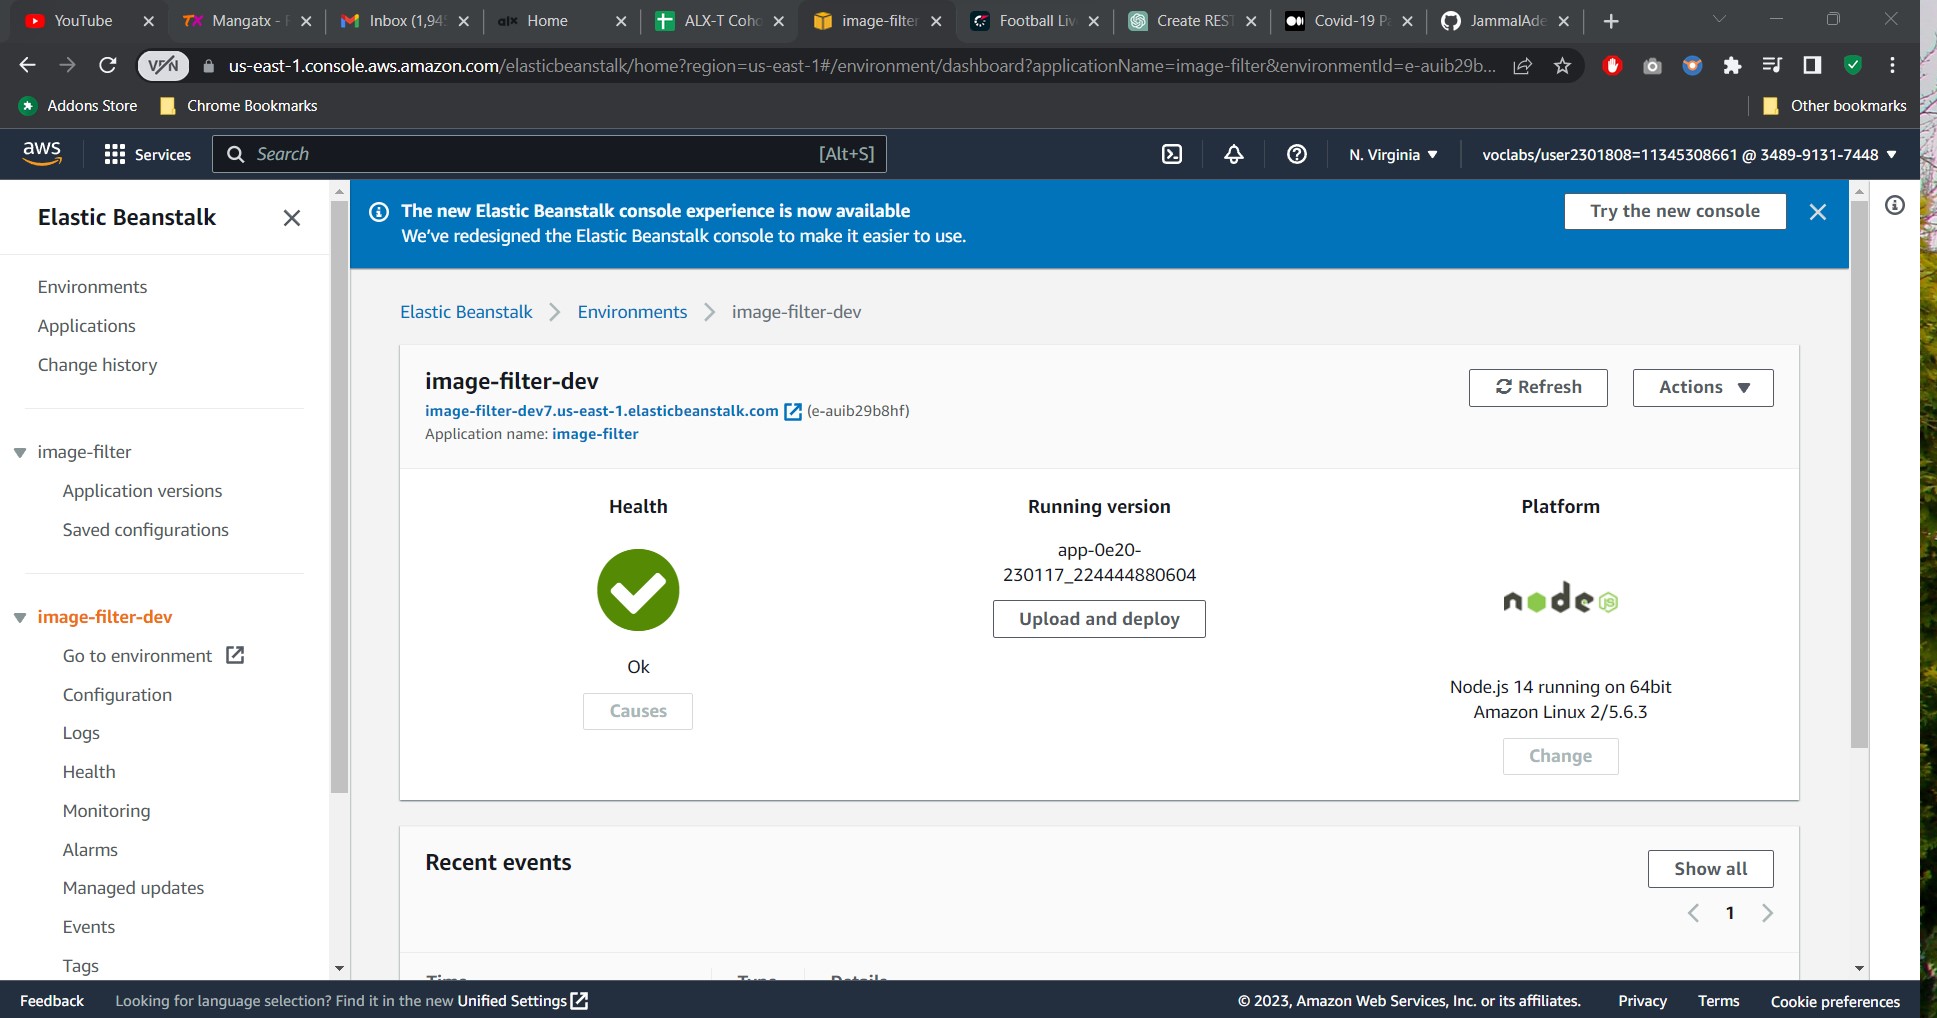 YouTube
Mangatx -
Inbox (1,94
alx Home
ALX-T Coho
image-filter
Football Liv
Create REST
Covid-19 P
JammalAde
VPN
us-east-1.console.aws.amazon.com/elasticbeanstalk/home?region=us-east-1#/environment/dashboard?applicationName=image-filter&environmentId=e-auib29b...
Addons Store
Chrome Bookmarks
Other bookmarks
aws
Services
Search
[Alt+S]
N. Virginia
voclabs/user2301808=11345308661 @ 3489-9131-7448
Elastic Beanstalk
Environments
Applications
Change history
image-filter
Application versions
Saved configurations
image-filter-dev
Go to environment
Configuration
Logs
Health
Monitoring
Alarms
Managed updates
Events
Tags
The new Elastic Beanstalk console experience is now available
We've redesigned the Elastic Beanstalk console to make it easier to use.
Try the new console
Elastic Beanstalk
Environments
image-filter-dev
image-filter-dev
image-filter-dev7.us-east-1.elasticbeanstalk.com (e-auib29b8hf)
Application name: image-filter
Refresh
Actions
Health
Ok
Causes
Running version
app-0e20-
230117_224444880604
Upload and deploy
Platform
node JS
Node.js 14 running on 64bit
Amazon Linux 2/5.6.3
Change
Recent events
Show all
1
Time
Type
Details
Feedback
Looking for language selection? Find it in the new Unified Settings
© 2023, Amazon Web Services, Inc. or its affiliates.
Privacy
Terms
Cookie preferences